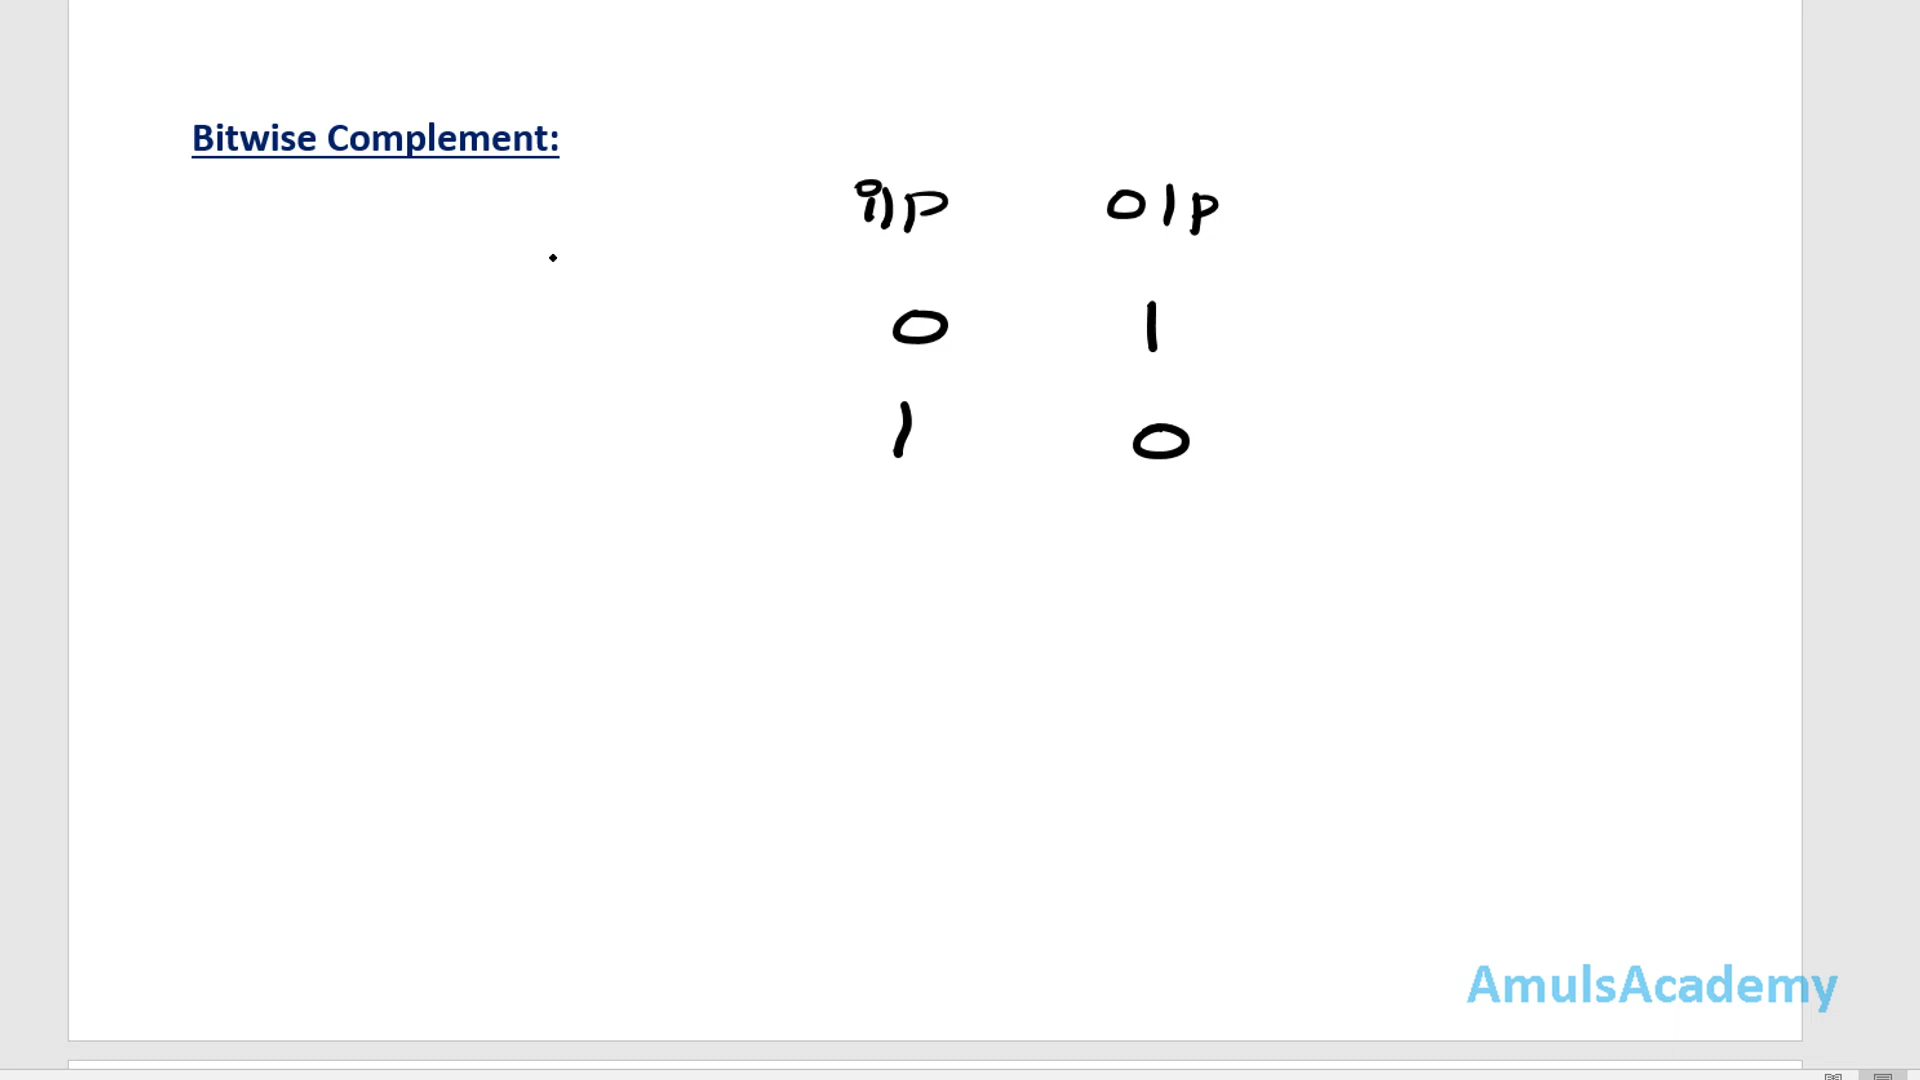 Bitwise Complement:
i/p o/p
0 1
1 0
AmulsAcademy